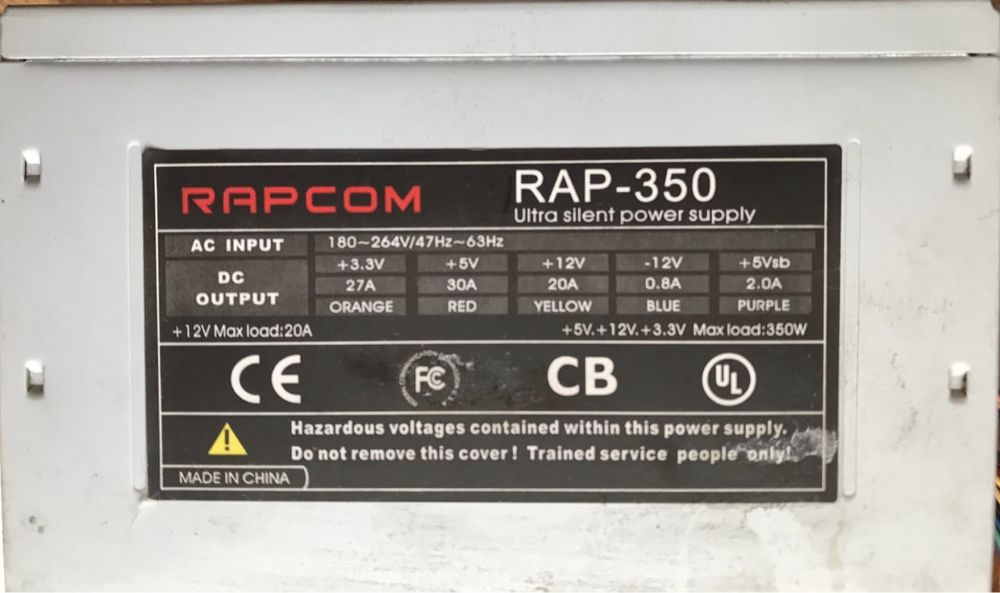 RAPCOM
RAP-350
Ultra silent power supply
AC INPUT 180~264V/47Hz~63Hz
DC OUTPUT
+3.3V +5V +12V -12V +5Vsb
27A 30A 20A 0.8A 2.0A
ORANGE RED YELLOW BLUE PURPLE
+12V Max load:20A +5V.+12V.+3.3V Max load:350W
CE FC CB UL
Hazardous voltages contained within this power supply.
Do not remove this cover! Trained service people only!
MADE IN CHINA